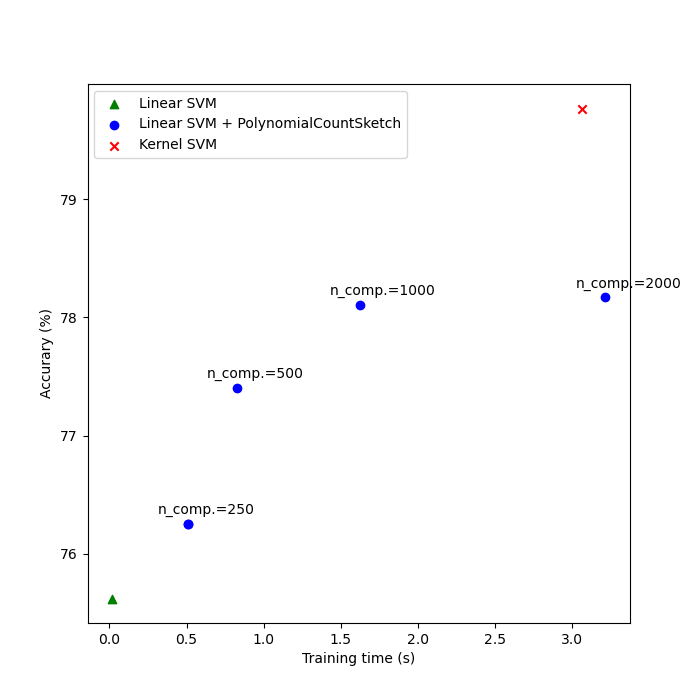 Linear SVM
Linear SVM + PolynomialCountSketch
Kernel SVM
79
n_comp.=2000
n_comp.=1000
78
n_comp.=500
77
n_comp.=250
76
Accurary (%)
0.0 0.5 1.0 1.5 2.0 2.5 3.0
Training time (s)